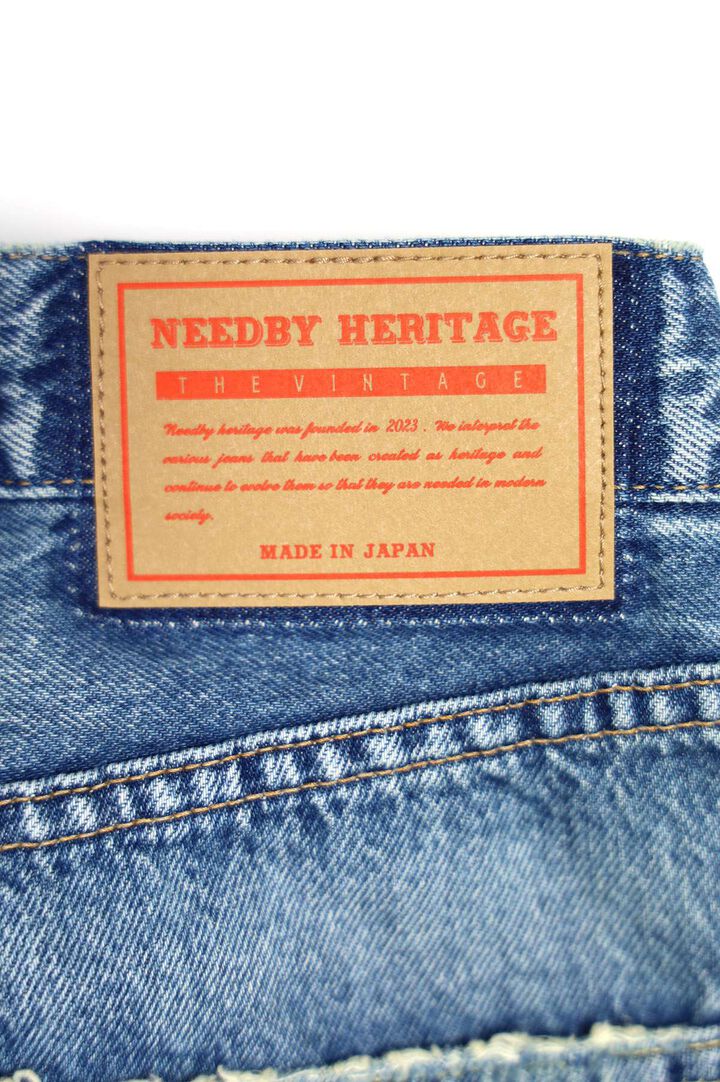 NEEDBY HERITAGE
THE VINTAGE
Needby heritage was founded in 2023 . We interpret the
various jeans that have been created as heritage and
continue to evolve them so that they are needed in modern
society.
MADE IN JAPAN